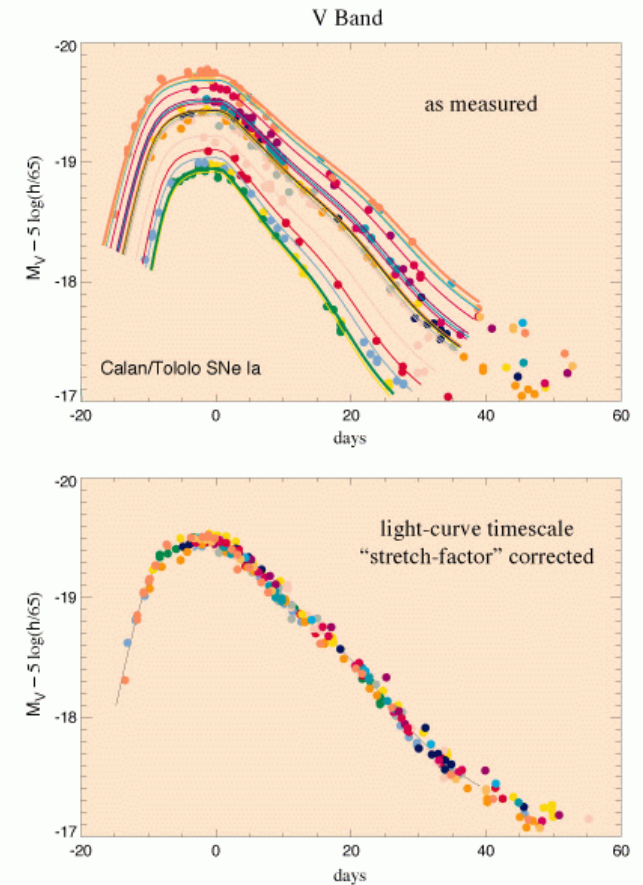 V Band
-20
-19
-18
-17
M_V – 5 log(h/65)
as measured
Calan/Tololo SNe Ia
-20 0 20 40 60
days
-20
-19
-18
-17
M_V – 5 log(h/65)
light-curve timescale
“stretch-factor” corrected
-20 0 20 40 60
days